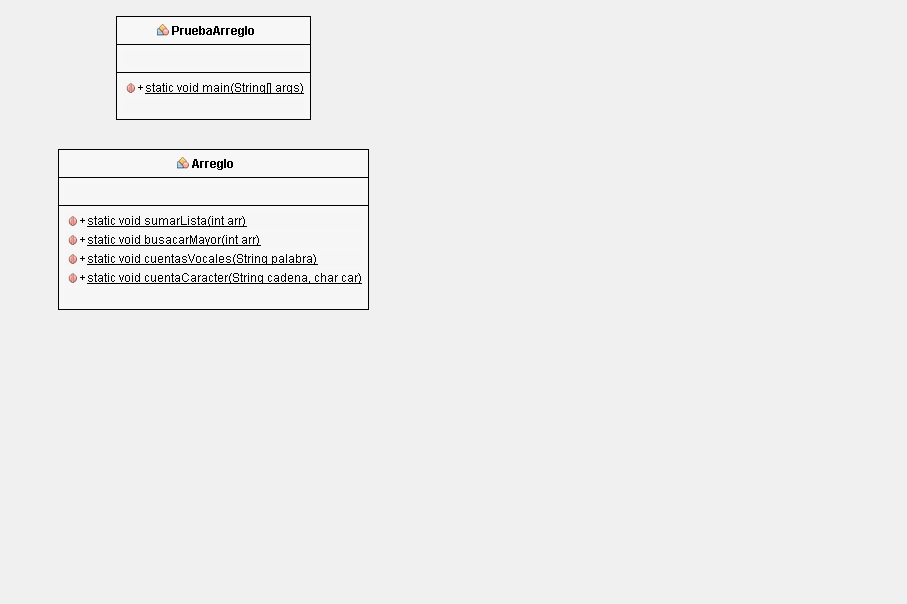 PruebaArreglo
+ static void main(String[] args)
Arreglo
+ static void sumarLista(int arr)
+ static void busacarMayor(int arr)
+ static void cuentasVocales(String palabra)
+ static void cuentaCaracter(String cadena, char car)